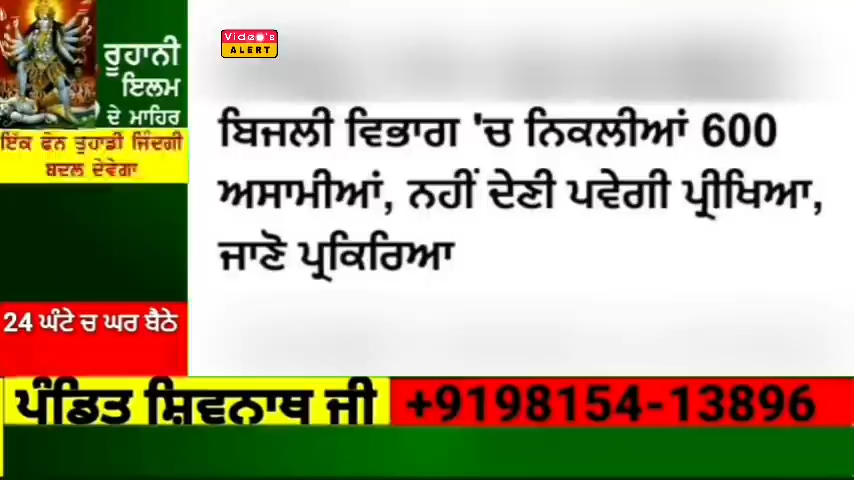 Video's
ALERT
ਰੂਹਾਨੀ
ਇਲਮ
ਦੇ ਮਾਹਿਰ
ਇੱਕ ਫੋਨ ਤੁਹਾਡੀ ਜਿੰਦਗੀ
ਬਦਲ ਦੇਵੇਗਾ
ਬਿਜਲੀ ਵਿਭਾਗ 'ਚ ਨਿਕਲੀਆਂ 600
ਅਸਾਮੀਆਂ, ਨਹੀਂ ਦੇਣੀ ਪਵੇਗੀ ਪ੍ਰੀਖਿਆ,
ਜਾਣੋ ਪ੍ਰਕਿਰਿਆ
24 ਘੰਟੇ ਚ ਘਰ ਬੈਠੇ
ਪੰਡਿਤ ਸ਼ਿਵਨਾਥ ਜੀ +9198154-13896